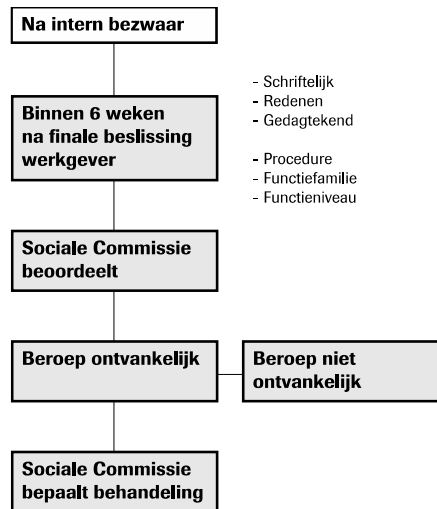 Na intern bezwaar
Binnen 6 weken
na finale beslissing
werkgever
- Schriftelijk
- Redenen
- Gedagtekend
- Procedure
- Functiefamilie
- Functieniveau
Sociale Commissie
beoordeelt
Beroep ontvankelijk
Beroep niet
ontvankelijk
Sociale Commissie
bepaalt behandeling